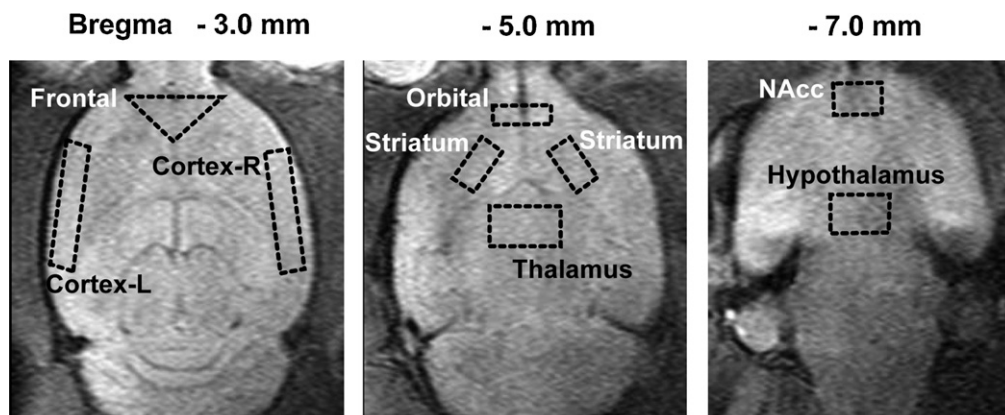 Bregma - 3.0 mm - 5.0 mm - 7.0 mm
Frontal
Cortex-R
Cortex-L
Orbital
Striatum Striatum
Thalamus
NAcc
Hypothalamus